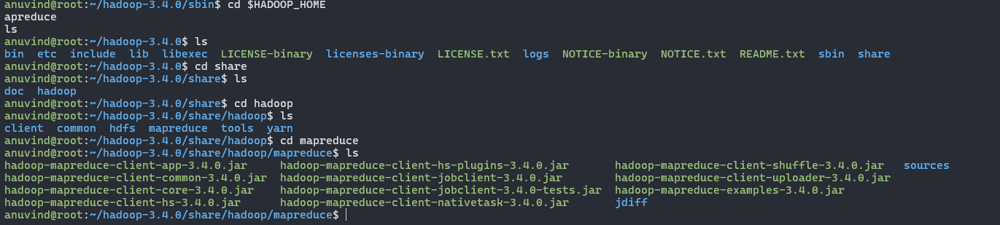 anuvind@root:~/hadoop-3.4.0/sbin$ cd $HADOOP_HOME
apreduce
ls
anuvind@root:~/hadoop-3.4.0$ ls
bin  etc  include  lib  libexec  LICENSE-binary  licenses-binary  LICENSE.txt  logs  NOTICE-binary  NOTICE.txt  README.txt  sbin  share
anuvind@root:~/hadoop-3.4.0$ cd share
anuvind@root:~/hadoop-3.4.0/share$ ls
doc  hadoop
anuvind@root:~/hadoop-3.4.0/share$ cd hadoop
anuvind@root:~/hadoop-3.4.0/share/hadoop$ ls
client  common  hdfs  mapreduce  tools  yarn
anuvind@root:~/hadoop-3.4.0/share/hadoop$ cd mapreduce
anuvind@root:~/hadoop-3.4.0/share/hadoop/mapreduce$ ls
hadoop-mapreduce-client-app-3.4.0.jar     hadoop-mapreduce-client-hs-plugins-3.4.0.jar       hadoop-mapreduce-client-shuffle-3.4.0.jar   sources
hadoop-mapreduce-client-common-3.4.0.jar  hadoop-mapreduce-client-jobclient-3.4.0.jar        hadoop-mapreduce-client-uploader-3.4.0.jar
hadoop-mapreduce-client-core-3.4.0.jar    hadoop-mapreduce-client-jobclient-3.4.0-tests.jar  hadoop-mapreduce-examples-3.4.0.jar
hadoop-mapreduce-client-hs-3.4.0.jar      hadoop-mapreduce-client-nativetask-3.4.0.jar       jdiff
anuvind@root:~/hadoop-3.4.0/share/hadoop/mapreduce$